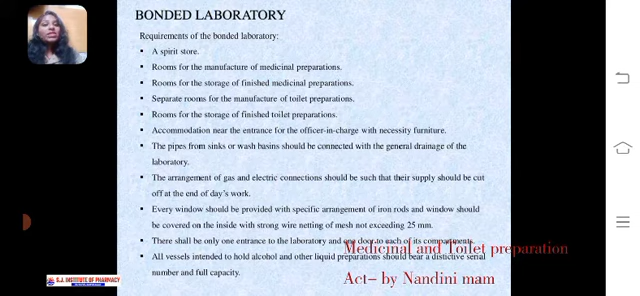 BONDED LABORATORY
Requirements of the bonded laboratory;
▪ A spirit store.
▪ Rooms for the manufacture of medicinal preparations.
▪ Rooms for the storage of finished medicinal preparations.
▪ Separate rooms for the manufacture of toilet preparations.
▪ Rooms for the storage of finished toilet preparations.
▪ Accommodation near the entrance for the officer-in-charge with necessity furniture.
▪ The pipes from sinks or wash basins should be connected with the general drainage of the
laboratory.
▪ The arrangement of gas and electric connections should be such that their supply should be cut
off at the end of day's work.
▪ Every window should be provided with specific arrangement of iron rods and window should
be covered on the inside with strong wire netting of mesh not exceeding 25 mm.
▪ There shall be only one entrance to the laboratory and one door to each of its compartments.
Medicinal and Toilet preparation
▪ All vessels intended to hold alcohol and other liquid preparations should bear a distictive serial
number and full capacity.
Act- by Nandini mam
S.J. INSTITUTE OF PHARMACY